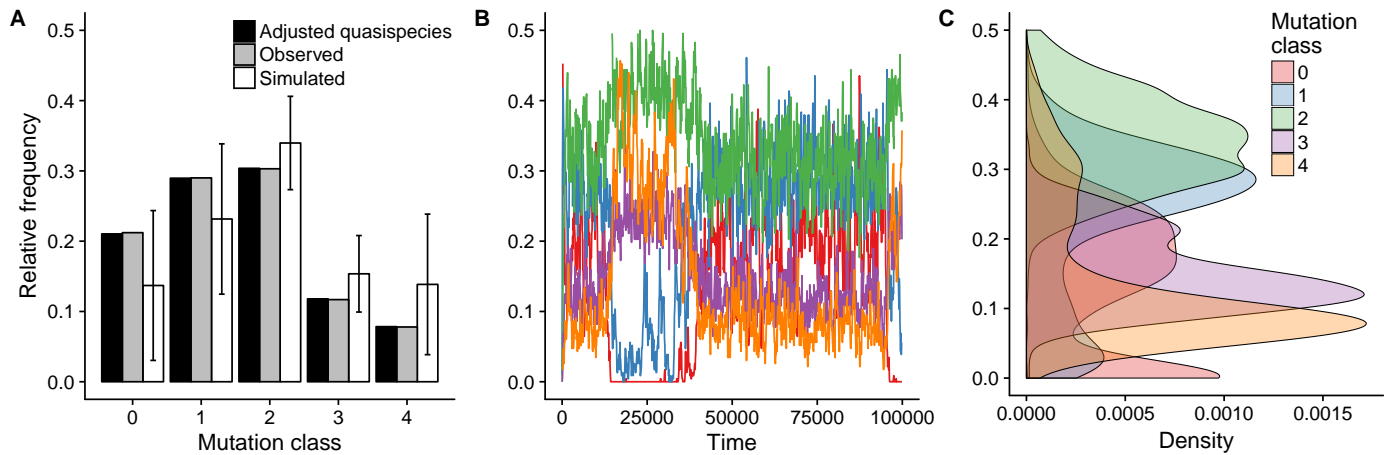 A
Adjusted quasispecies
Observed
Simulated
Relative frequency
0.5
0.4
0.3
0.2
0.1
0.0
0 1 2 3 4
Mutation class
B
0.5
0.4
0.3
0.2
0.1
0.0
0 25000 50000 75000 100000
Time
C
Mutation
class
0
1
2
3
4
0.5
0.4
0.3
0.2
0.1
0.0
0.0000 0.0005 0.0010 0.0015
Density